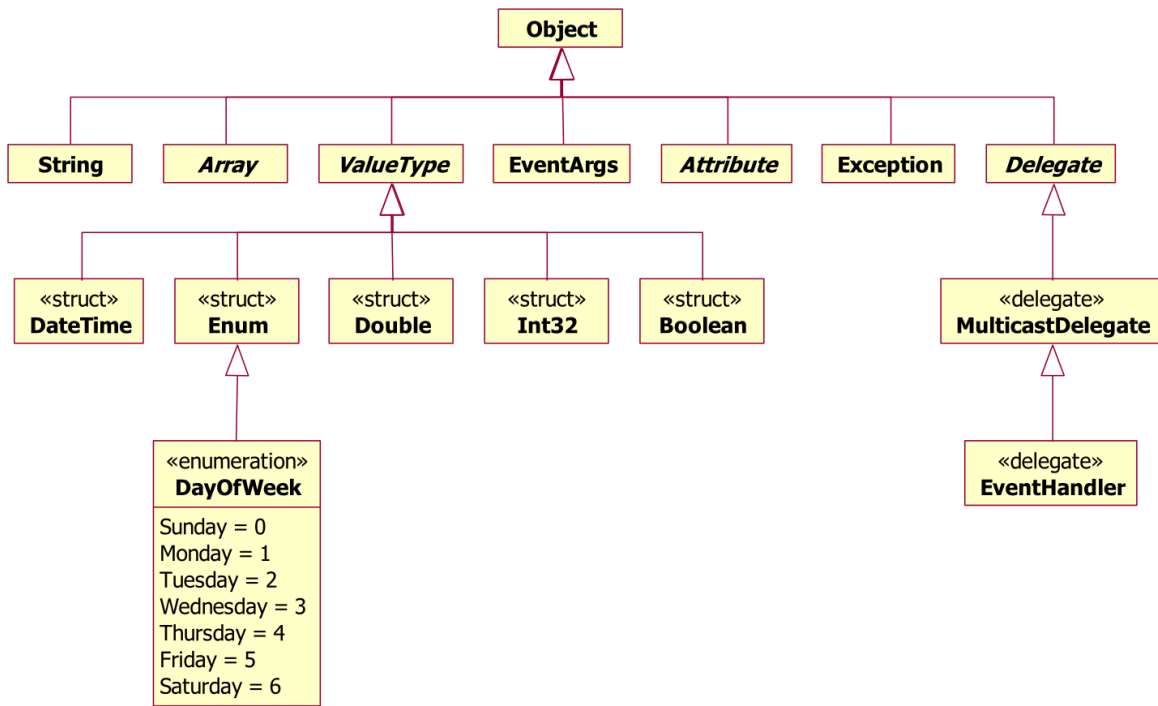 Object
String
Array
ValueType
EventArgs
Attribute
Exception
Delegate
«struct»
DateTime
«struct»
Enum
«struct»
Double
«struct»
Int32
«struct»
Boolean
«delegate»
MulticastDelegate
«enumeration»
DayOfWeek
Sunday = 0
Monday = 1
Tuesday = 2
Wednesday = 3
Thursday = 4
Friday = 5
Saturday = 6
«delegate»
EventHandler